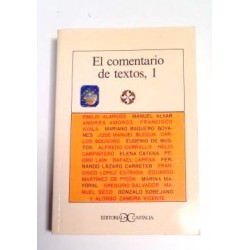 El comentario
de textos, 1
EMILIO ALARCOS MANUEL ALVAR
ANDRÉS AMORÓS FRANCISCO
AYALA MARIANO BAQUERO GOYA-
NES JOSÉ MANUEL BLECUA CAR-
LOS BOUSOÑO EUGENIO DE BUS-
TOS ALFREDO CARBALLO HELIO
CARPINTERO ELENA CATENA PE-
DRO LAÍN RAFAEL LAPESA FER-
NANDO LÁZARO CARRETER FRAN-
CISCO LÓPEZ ESTRADA EDUARDO
MARTÍNEZ DE PISÓN MARINA MA-
YORAL GREGORIO SALVADOR MA-
NUEL SECO GONZALO SOBEJANO
Y ALONSO ZAMORA VICENTE
EDITORIAL CASTALIA